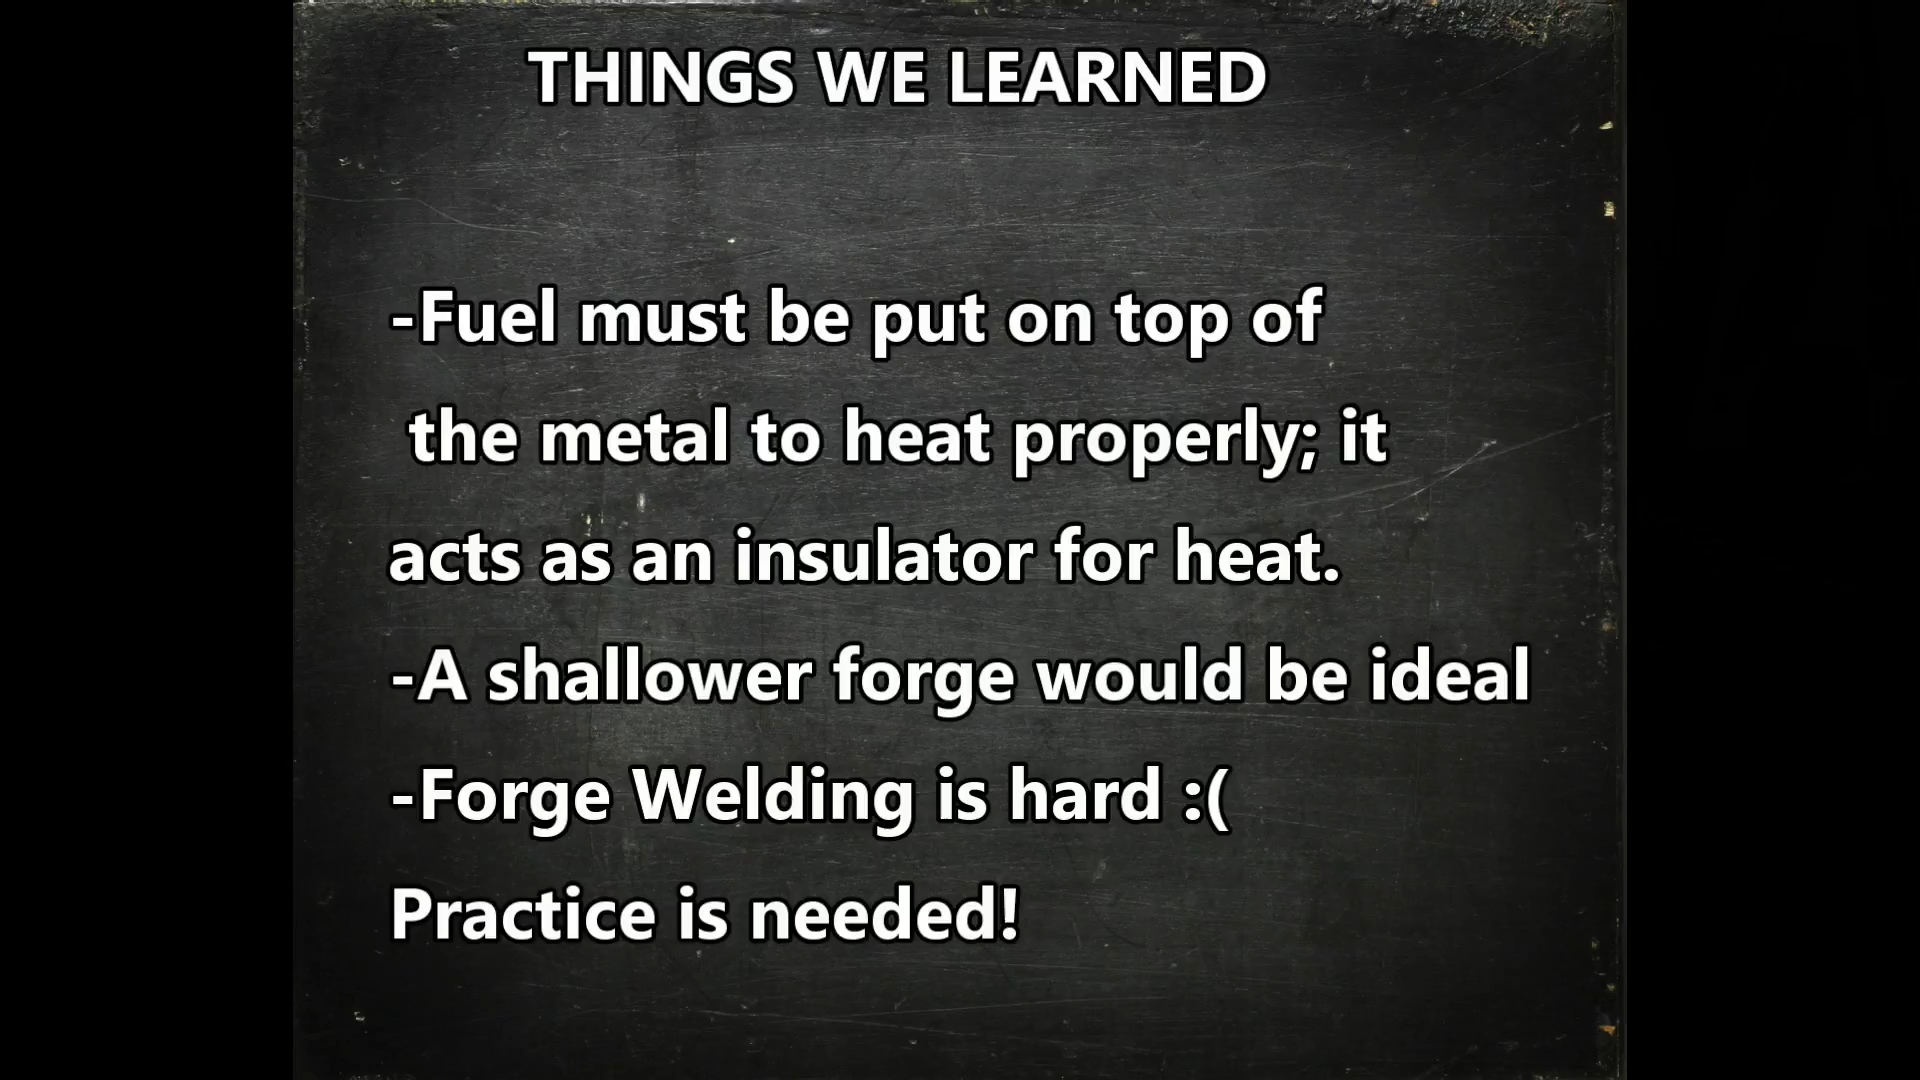 THINGS WE LEARNED
-Fuel must be put on top of
the metal to heat properly; it
acts as an insulator for heat.
-A shallower forge would be ideal
-Forge Welding is hard :(
Practice is needed!